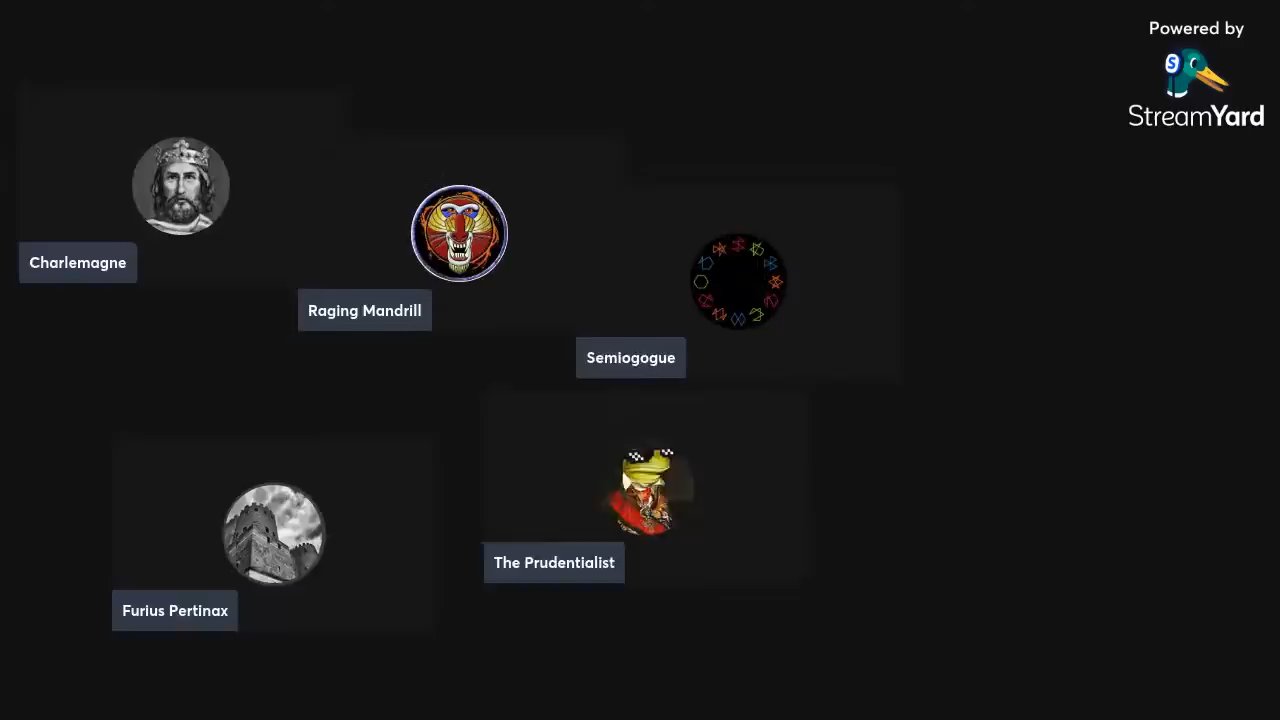 Powered by
StreamYard
Charlemagne
Raging Mandrill
Semiogogue
The Prudentialist
Furius Pertinax